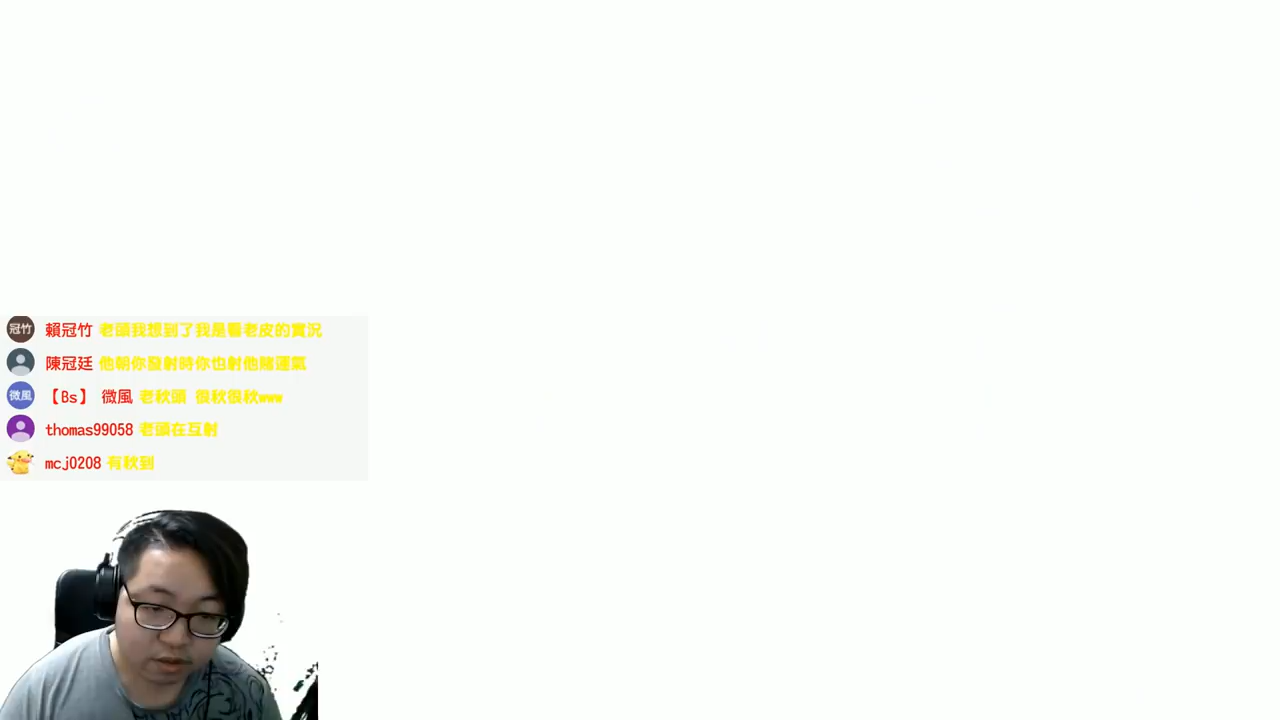 冠竹 賴冠竹 老頭我想到了我是看老皮的實況
陳冠廷 他朝你發射時你也射他賭運氣
微風 【Bs】 微風 老秋頭 很秋很秋www
thomas99058 老頭在互射
mcj0208 有秋到